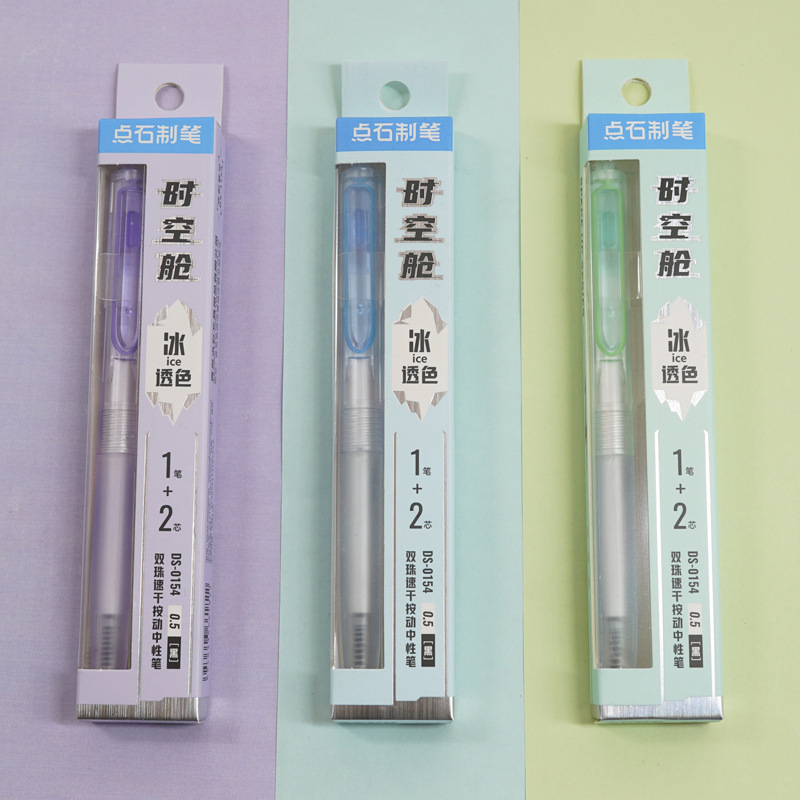 点石制笔
时空舱
冰
ice
透色
1笔
+
2芯
DS-0154
双珠速干按动中性笔
0.5
[黑]
点石制笔
时空舱
冰
ice
透色
1笔
+
2芯
DS-0154
双珠速干按动中性笔
0.5
[黑]
点石制笔
时空舱
冰
ice
透色
1笔
+
2芯
DS-0154
双珠速干按动中性笔
0.5
[黑]